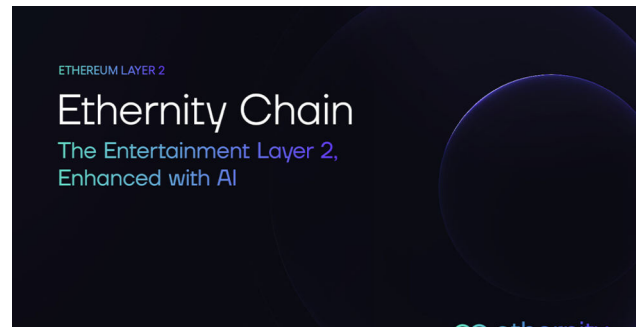 ETHEREUM LAYER 2
Ethernity Chain
The Entertainment Layer 2,
Enhanced with AI